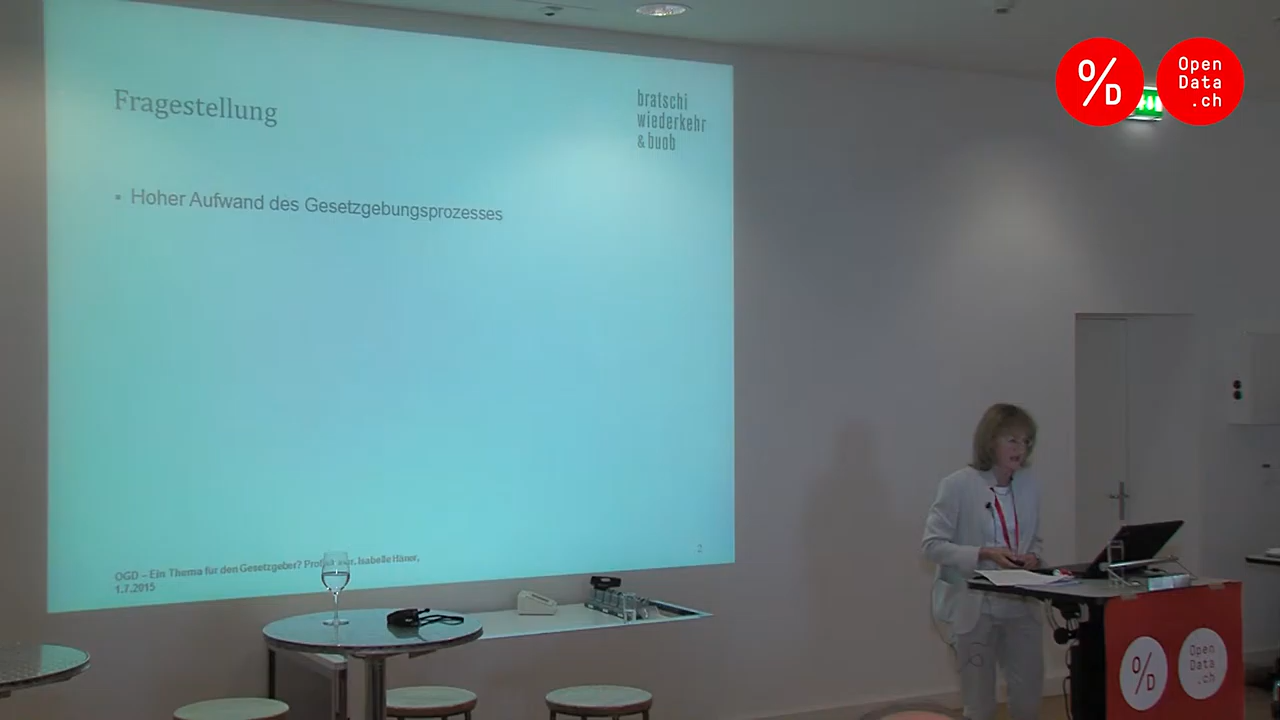 Fragestellung
bratschi
wiederkehr
& buob
▪ Hoher Aufwand des Gesetzgebungsprozesses
OGD – Ein Thema für den Gesetzgeber? Prof. iur. Isabelle Häner,
1.7.2015
2
%D
Open
Data
.ch
%D
Open
Data
.ch